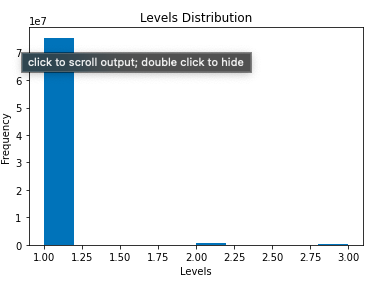 Levels Distribution
1e7
7
click to scroll output; double click to hide
6
5
4
3
2
1
0
Frequency
1.00 1.25 1.50 1.75 2.00 2.25 2.50 2.75 3.00
Levels